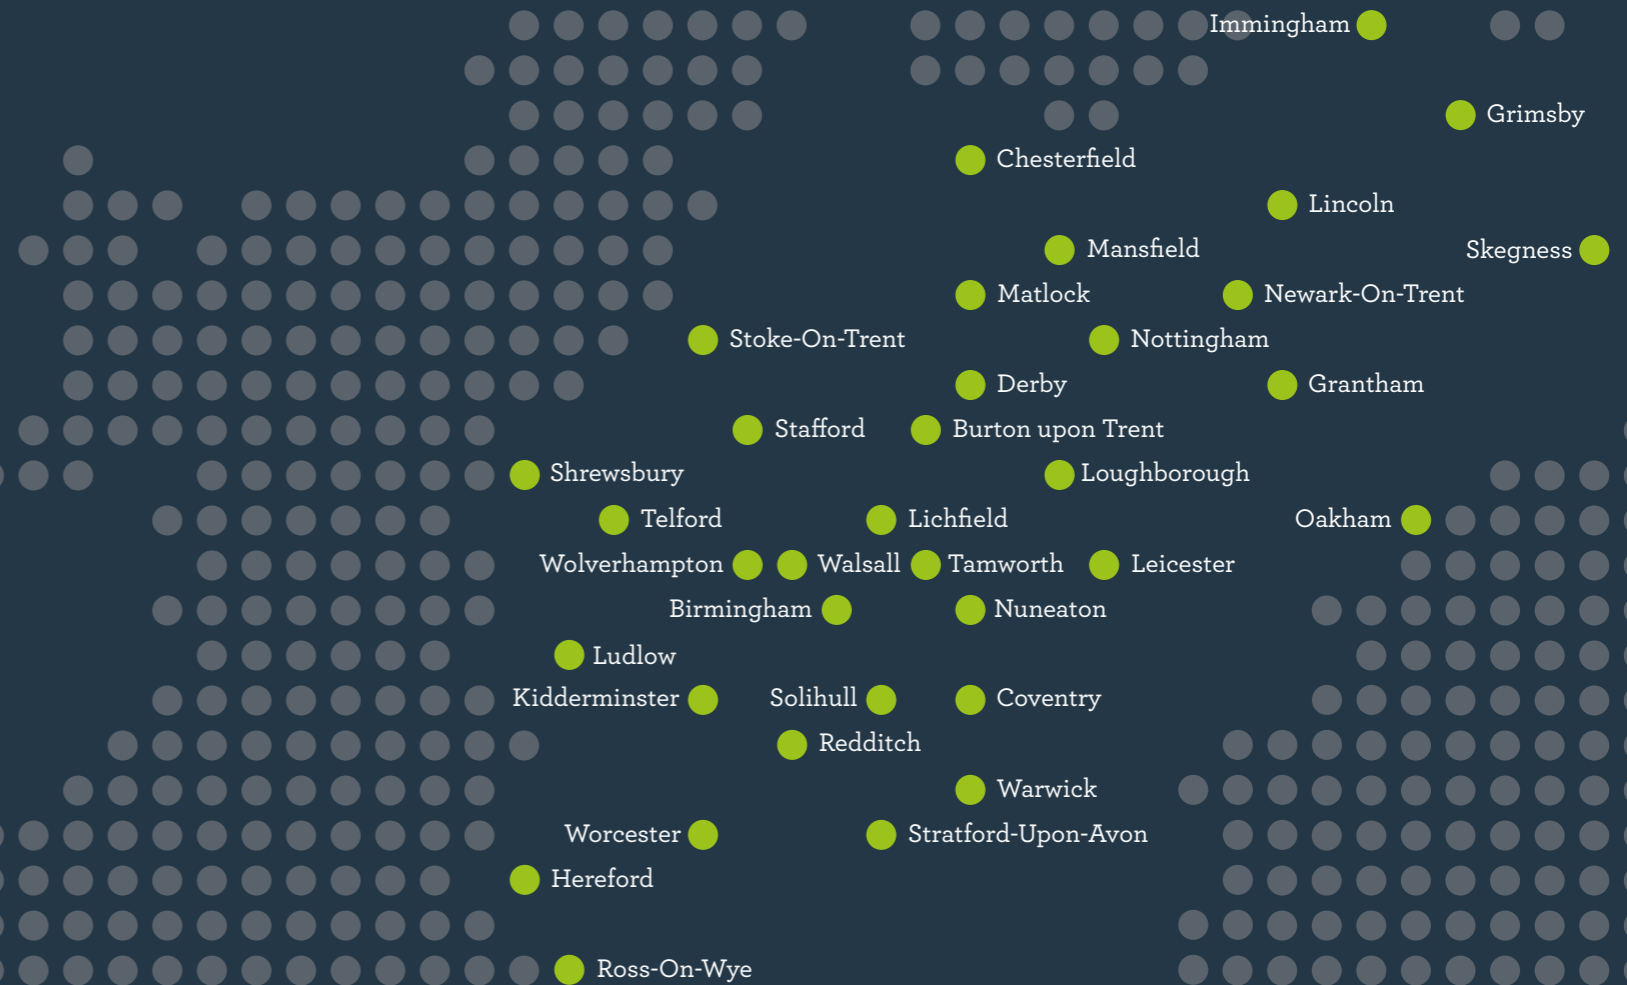 Immingham
Grimsby
Chesterfield
Lincoln
Mansfield
Skegness
Matlock
Newark-On-Trent
Stoke-On-Trent
Nottingham
Derby
Grantham
Stafford
Burton upon Trent
Shrewsbury
Loughborough
Telford
Lichfield
Oakham
Wolverhampton
Walsall
Tamworth
Leicester
Birmingham
Nuneaton
Ludlow
Kidderminster
Solihull
Coventry
Redditch
Warwick
Worcester
Stratford-Upon-Avon
Hereford
Ross-On-Wye